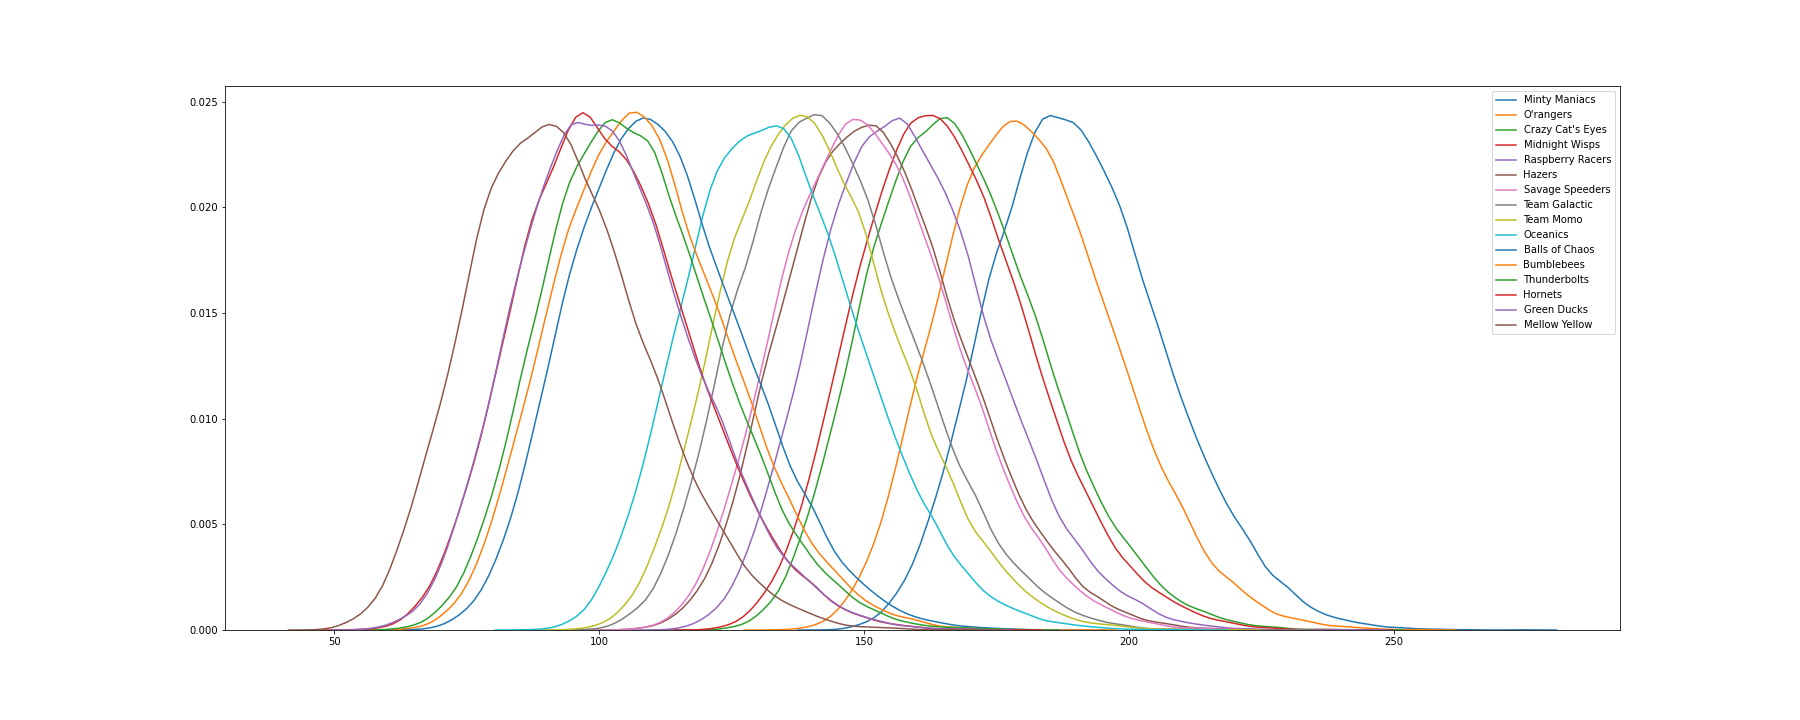 0.025
0.020
0.015
0.010
0.005
0.000
50
100
150
200
250
Minty Maniacs
O'rangers
Crazy Cat's Eyes
Midnight Wisps
Raspberry Racers
Hazers
Savage Speeders
Team Galactic
Team Momo
Oceanics
Balls of Chaos
Bumblebees
Thunderbolts
Hornets
Green Ducks
Mellow Yellow